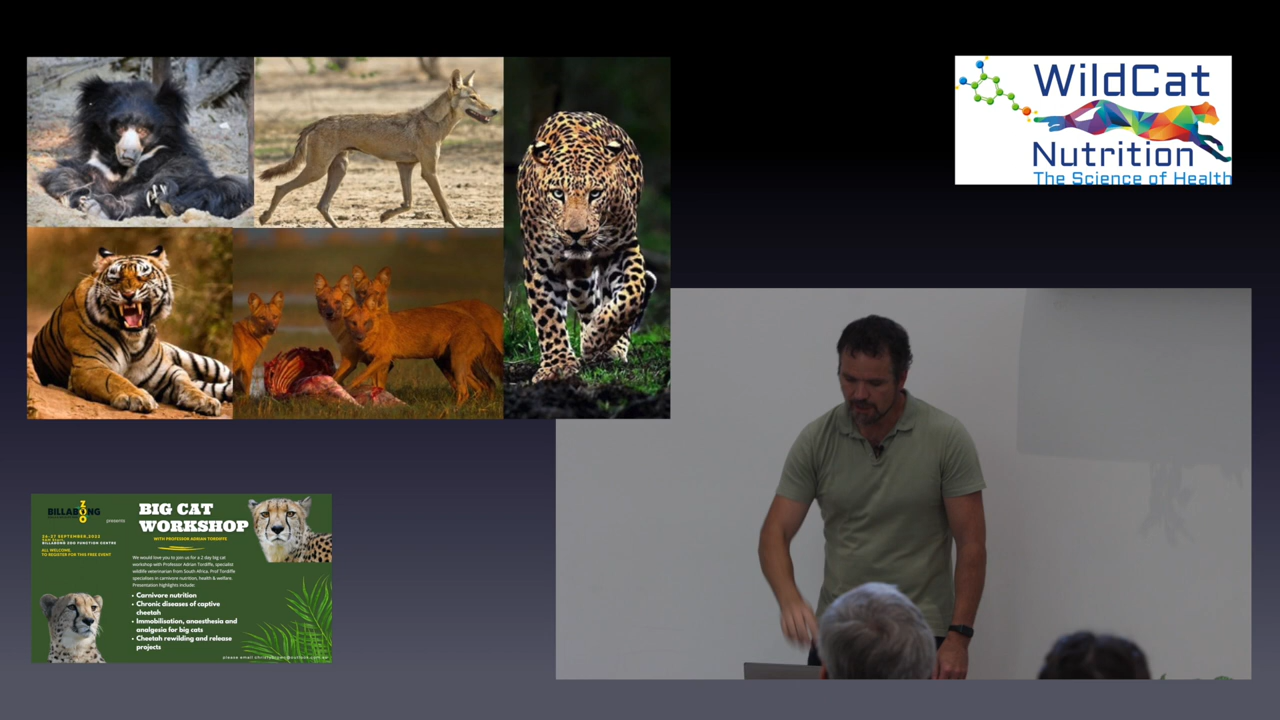 WildCat
Nutrition
The Science of Health
BILLABONG
ZOO
presents
BIG CAT
WORKSHOP
WITH PROFESSOR ADRIAN TORDIFFE
26-27 SEPTEMBER,2023
BILLABONG ZOO FUNCTION CENTRE
ALL WELCOME.
TO REGISTER FOR THIS FREE EVENT
We would love you to join us for a 2 day big cat
workshop with Professor Adrian Tordiffe, specialist
wildlife veterinarian from South Africa. Prof Tordiffe
specialises in carnivore nutrition, health & welfare.
Presentation highlights include:
• Carnivore nutrition
• Chronic diseases of captive
cheetah
• Immobilisation, anaesthesia and
analgesia for big cats
• Cheetah rewilding and release
projects
please email